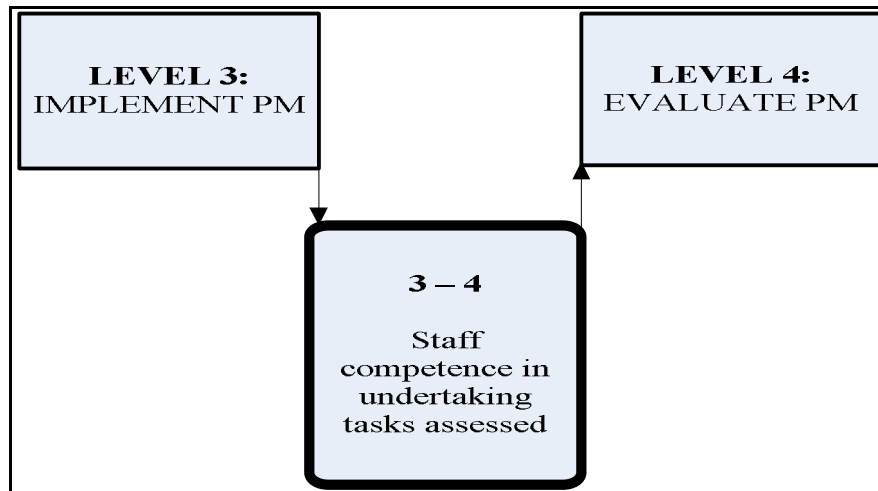 LEVEL 3:
IMPLEMENT PM
LEVEL 4:
EVALUATE PM
3 – 4
Staff
competence in
undertaking
tasks assessed